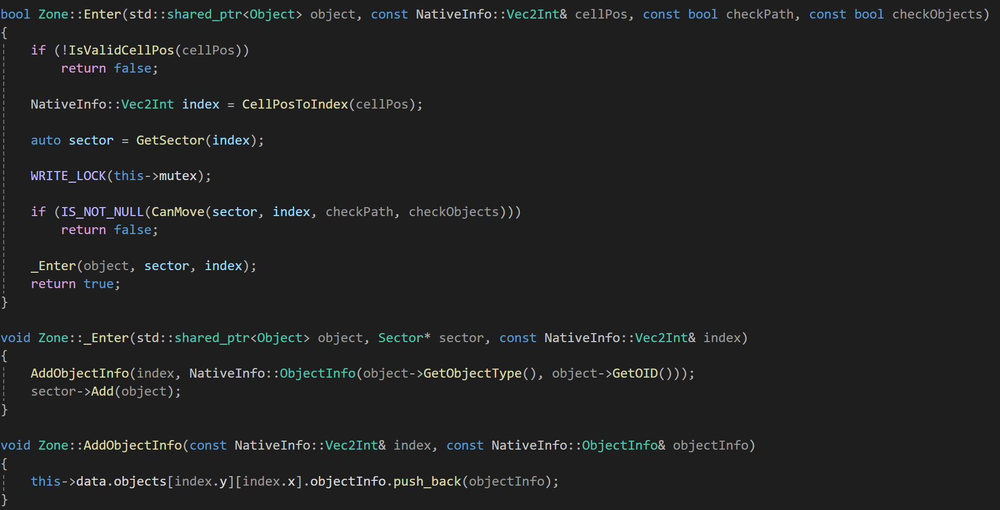 bool Zone::Enter(std::shared_ptr<Object> object, const NativeInfo::Vec2Int& cellPos, const bool checkPath, const bool checkObjects)
{
    if (!IsValidCellPos(cellPos))
        return false;
    NativeInfo::Vec2Int index = CellPosToIndex(cellPos);
    auto sector = GetSector(index);
    WRITE_LOCK(this->mutex);
    if (IS_NOT_NULL(CanMove(sector, index, checkPath, checkObjects)))
        return false;
    _Enter(object, sector, index);
    return true;
}
void Zone::_Enter(std::shared_ptr<Object> object, Sector* sector, const NativeInfo::Vec2Int& index)
{
    AddObjectInfo(index, NativeInfo::ObjectInfo(object->GetObjectType(), object->GetOID()));
    sector->Add(object);
}
void Zone::AddObjectInfo(const NativeInfo::Vec2Int& index, const NativeInfo::ObjectInfo& objectInfo)
{
    this->data.objects[index.y][index.x].objectInfo.push_back(objectInfo);
}